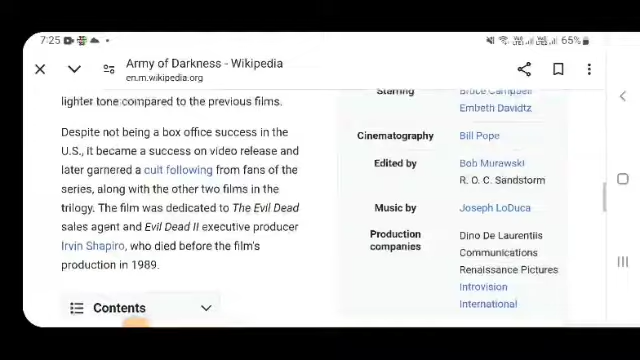 7:25
65%
Army of Darkness - Wikipedia
en.m.wikipedia.org
lighter tone compared to the previous films.
Despite not being a box office success in the
U.S., it became a success on video release and
later garnered a cult following from fans of the
series, along with the other two films in the
trilogy. The film was dedicated to The Evil Dead
sales agent and Evil Dead II executive producer
Irvin Shapiro, who died before the film's
production in 1989.
Contents
Starring Bruce Campbell
Embeth Davidtz
Cinematography Bill Pope
Edited by Bob Murawski
R. O. C. Sandstorm
Music by Joseph LoDuca
Production companies Dino De Laurentiis
Communications
Renaissance Pictures
Introvision
International